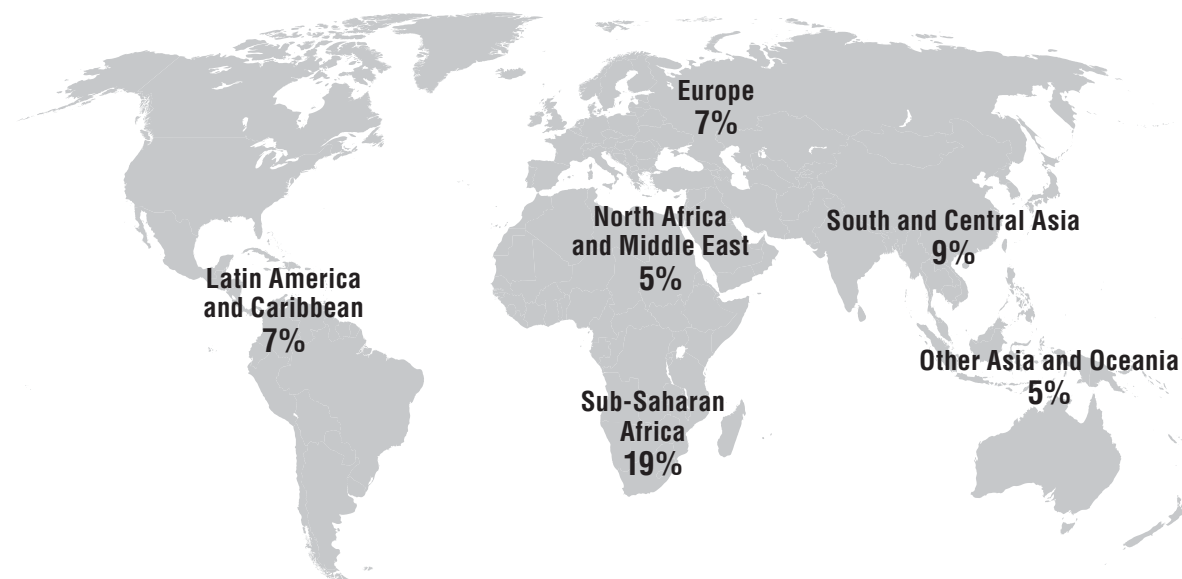 Europe
7%
North Africa
and Middle East
5%
South and Central Asia
9%
Latin America
and Caribbean
7%
Other Asia and Oceania
5%
Sub-Saharan
Africa
19%